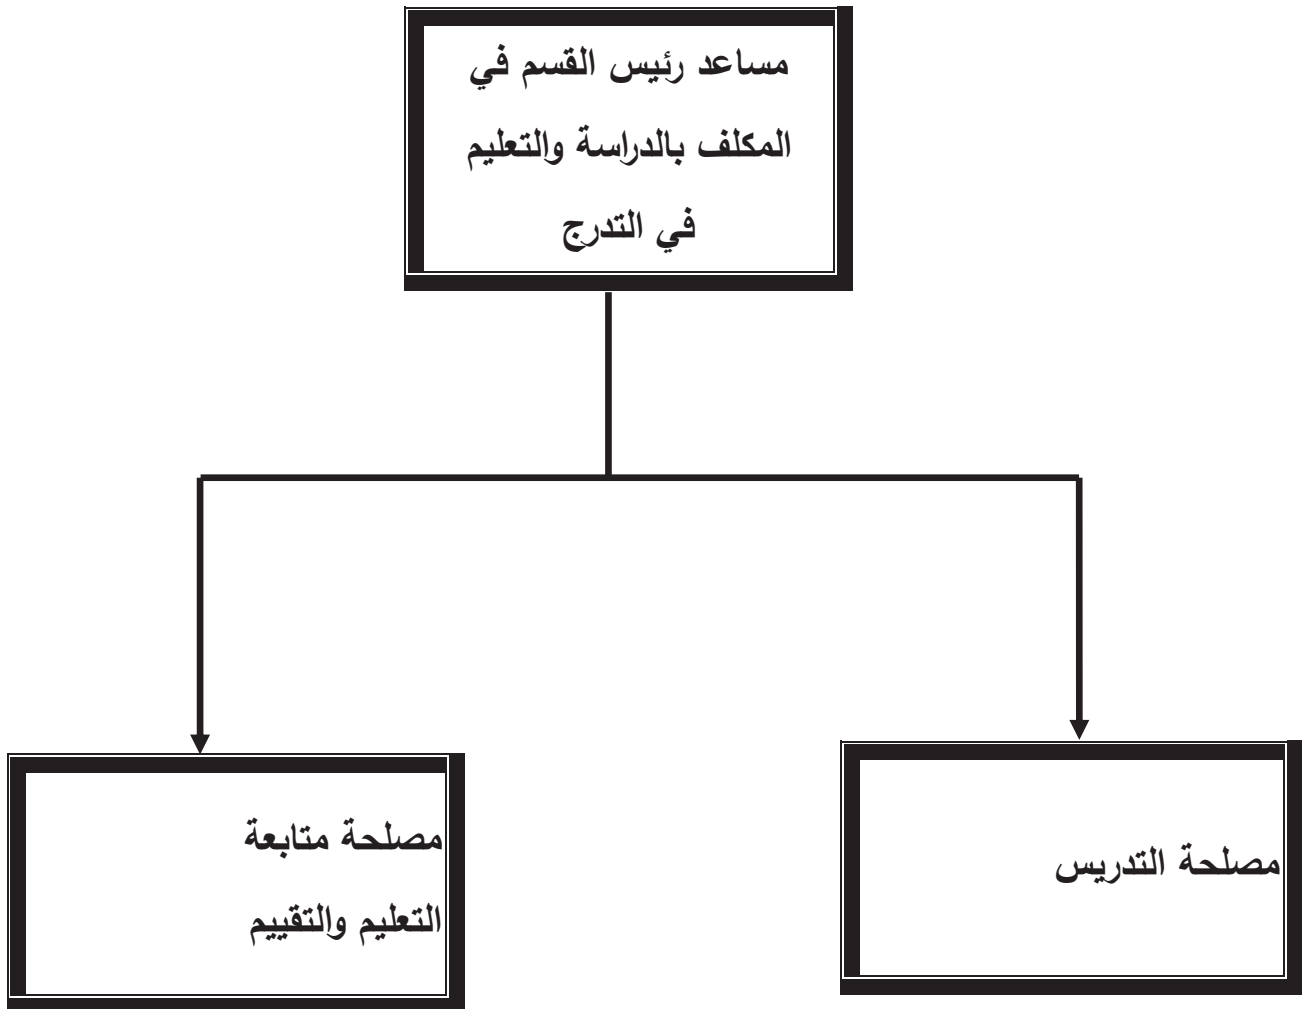 مساعد رئيس القسم في
المكلف بالدراسة والتعليم
في التدرج
مصلحة التدريس
مصلحة متابعة
التعليم والتقييم